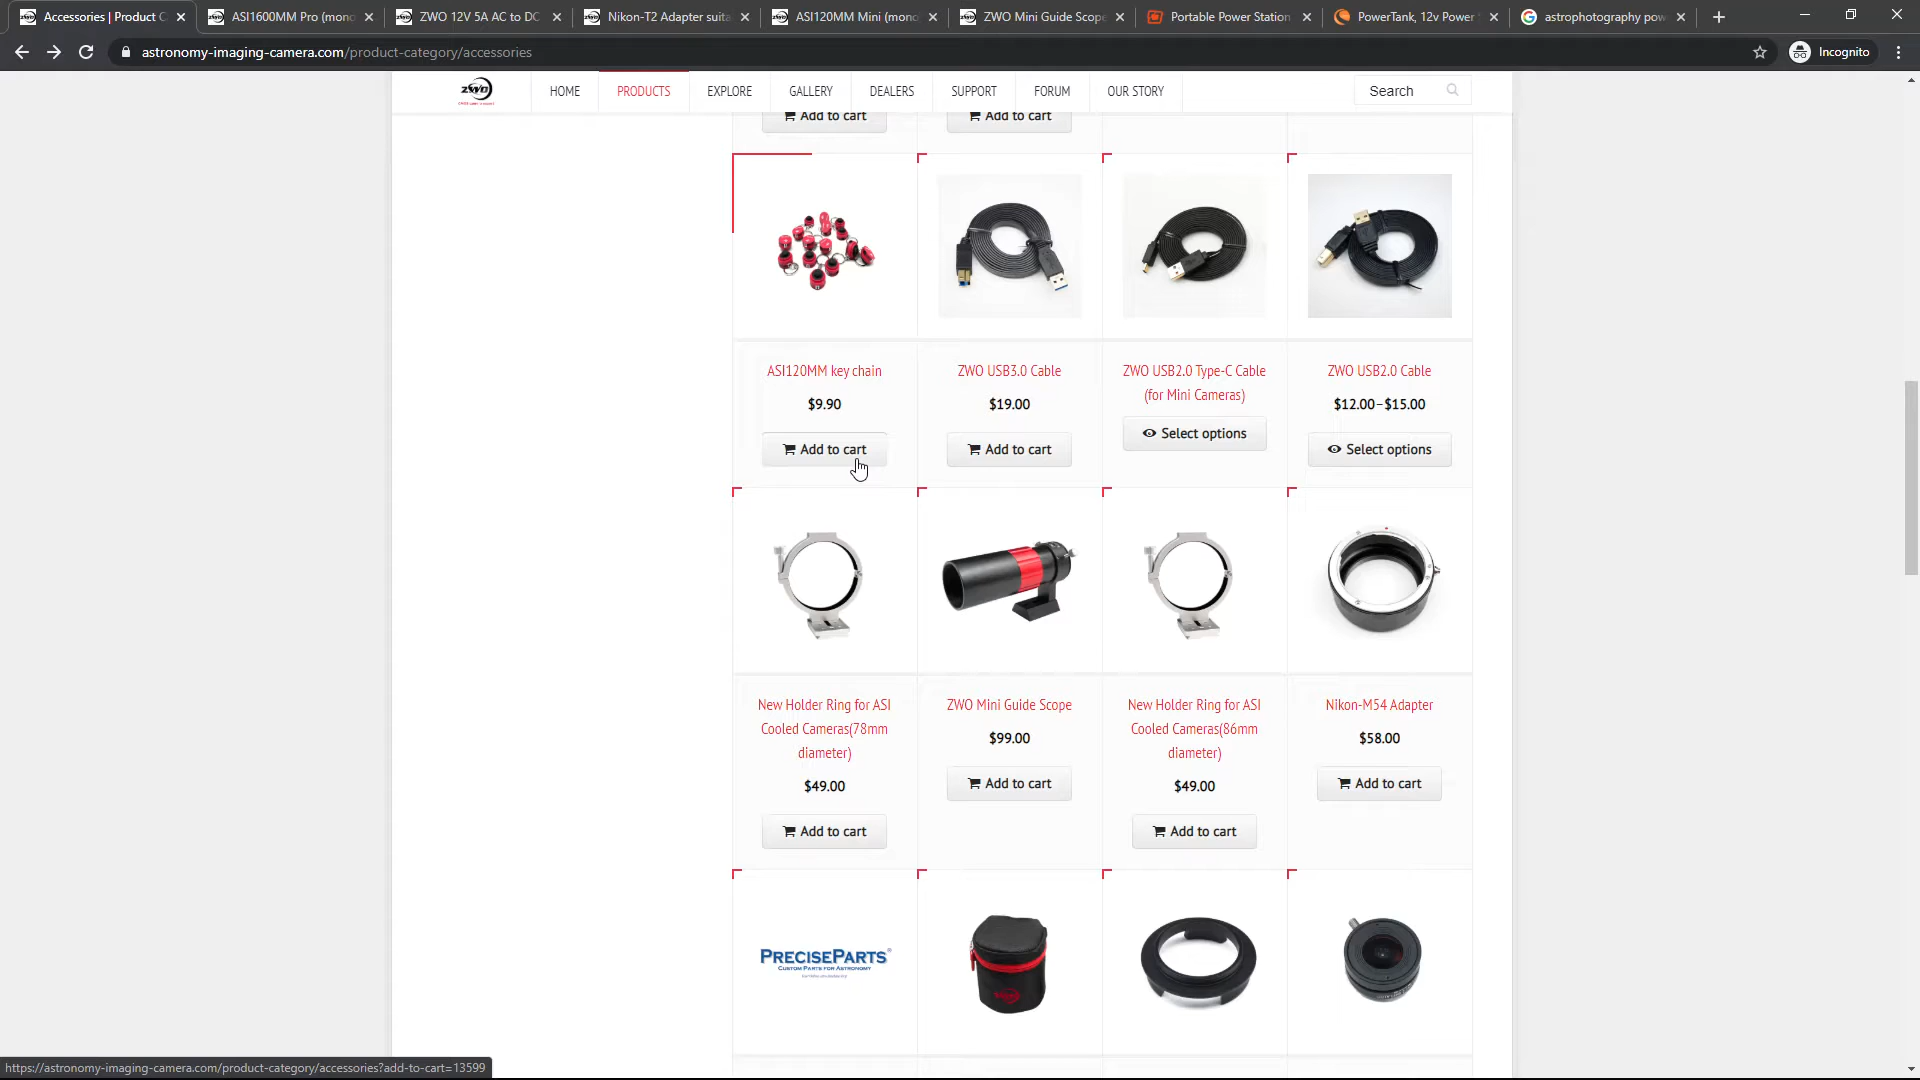 Accessories | Product C
ASI1600MM Pro (mono
ZWO 12V 5A AC to DC
Nikon-T2 Adapter suita
ASI120MM Mini (mono
ZWO Mini Guide Scope
Portable Power Station
PowerTank, 12v Power
astrophotography pow
astronomy-imaging-camera.com/product-category/accessories
Incognito
ZWO
HOME
PRODUCTS
EXPLORE
GALLERY
DEALERS
SUPPORT
FORUM
OUR STORY
Search
Add to cart
Add to cart
ASI120MM key chain
$9.90
Add to cart
ZWO USB3.0 Cable
$19.00
Add to cart
ZWO USB2.0 Type-C Cable
(for Mini Cameras)
Select options
ZWO USB2.0 Cable
$12.00–$15.00
Select options
New Holder Ring for ASI
Cooled Cameras(78mm
diameter)
$49.00
Add to cart
ZWO Mini Guide Scope
$99.00
Add to cart
New Holder Ring for ASI
Cooled Cameras(86mm
diameter)
$49.00
Add to cart
Nikon-M54 Adapter
$58.00
Add to cart
PRECISEPARTS®
CUSTOM PARTS FOR ASTRONOMY
ZWO
https://astronomy-imaging-camera.com/product-category/accessories?add-to-cart=13599